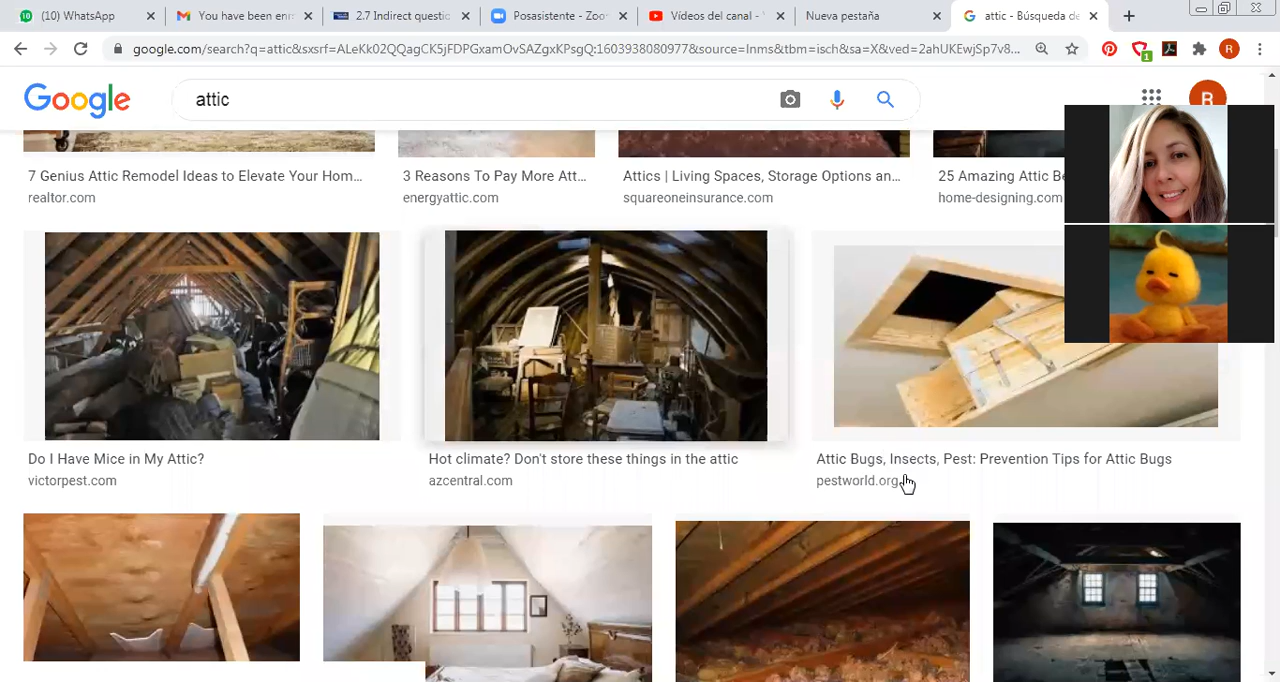 (10) WhatsApp
You have been enr
2.7 Indirect questio
Posasistente - Zoo
Vídeos del canal -
Nueva pestaña
attic - Búsqueda de
google.com/search?q=attic&sxsrf=ALeKk02QQagCK5jFDPGxamOvSAZgxKPsgQ:1603938080977&source=lnms&tbm=isch&sa=X&ved=2ahUKEwjSp7v8...
1
R
Google
attic
R
7 Genius Attic Remodel Ideas to Elevate Your Hom...
realtor.com
3 Reasons to Pay More Att...
energyattic.com
Attics | Living Spaces, Storage Options an...
squareoneinsurance.com
25 Amazing Attic Be
home-designing.com
Do I Have Mice in My Attic?
victorpest.com
Hot climate? Don't store these things in the attic
azcentral.com
Attic Bugs, Insects, Pest: Prevention Tips for Attic Bugs
pestworld.org